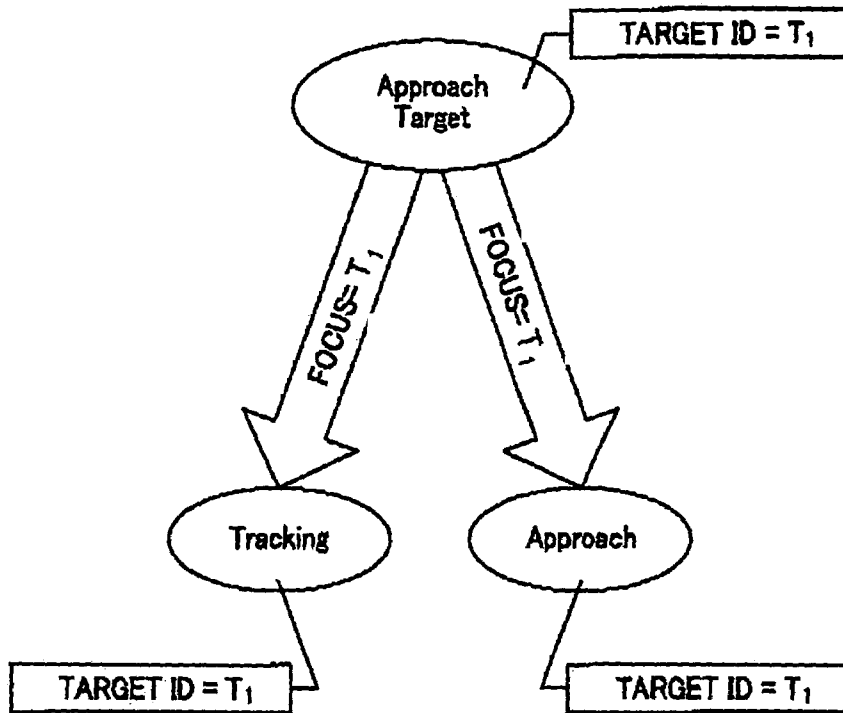 TARGET ID = T₁
Approach
Target
FOCUS= T₁
FOCUS= T₁
Tracking
Approach
TARGET ID = T₁
TARGET ID = T₁